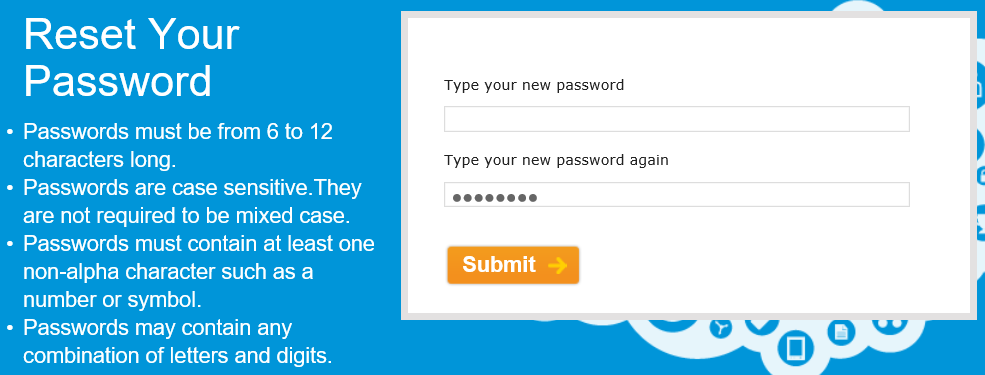 Reset Your
Password
• Passwords must be from 6 to 12
characters long.
• Passwords are case sensitive.They
are not required to be mixed case.
• Passwords must contain at least one
non-alpha character such as a
number or symbol.
• Passwords may contain any
combination of letters and digits.
Type your new password
Type your new password again
●●●●●●●●
Submit